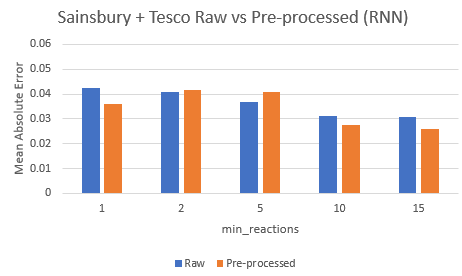 Sainsbury + Tesco Raw vs Pre-processed (RNN)
0.06
0.05
0.04
0.03
0.02
0.01
0
Mean Absolute Error
1 2 5 10 15
min_reactions
Raw Pre-processed